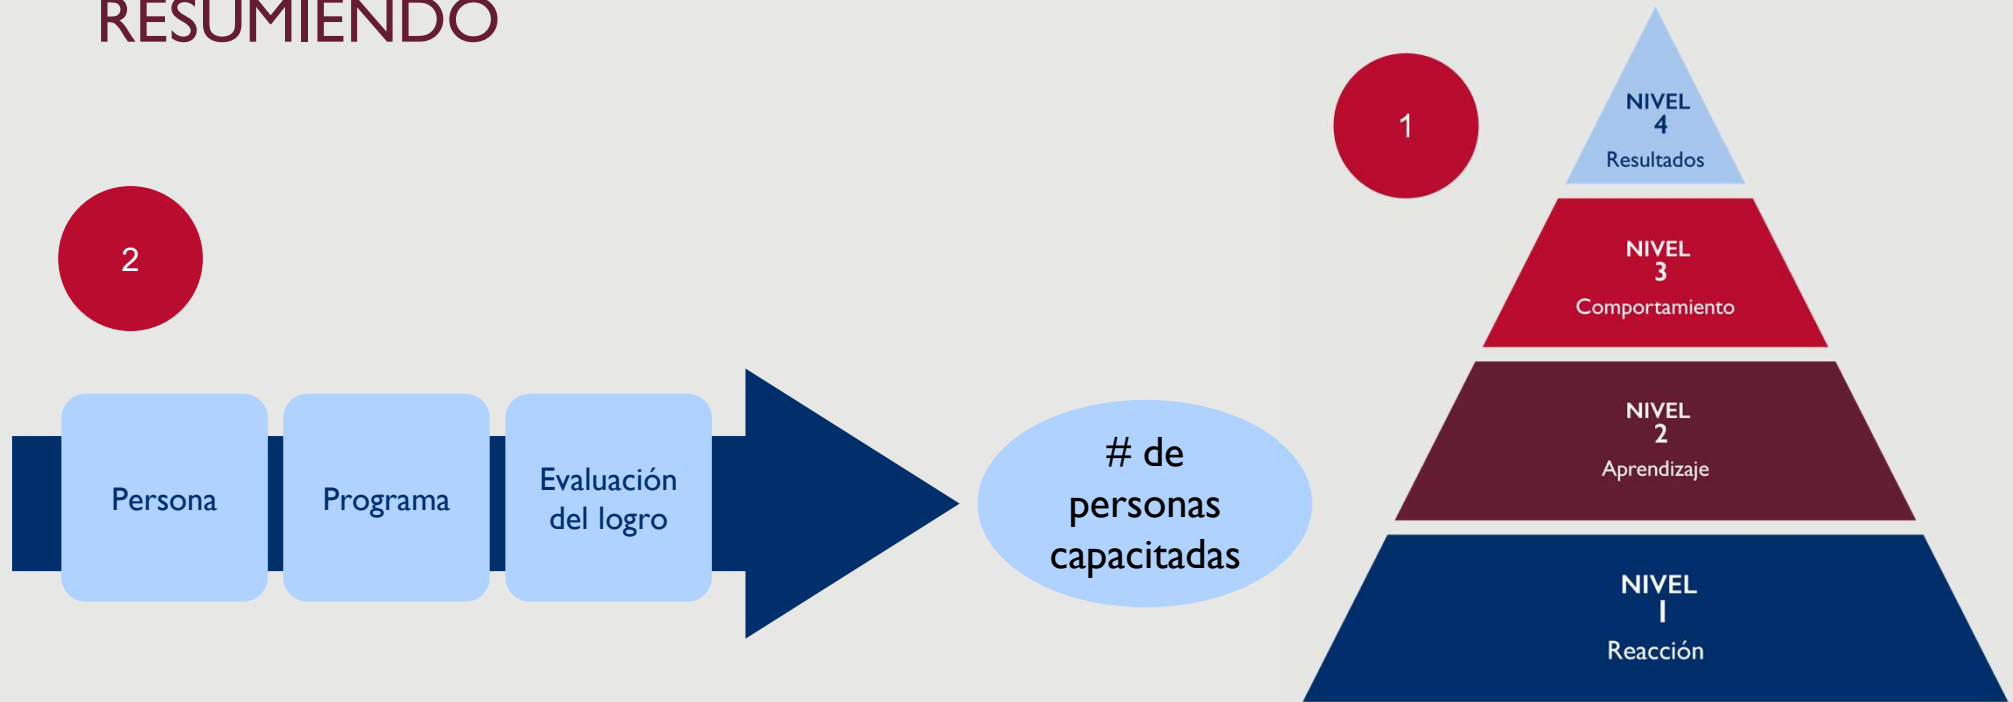 RESUMIENDO
2
Persona
Programa
Evaluación
del logro
# de
personas
capacitadas
1
NIVEL
4
Resultados
NIVEL
3
Comportamiento
NIVEL
2
Aprendizaje
NIVEL
1
Reacción